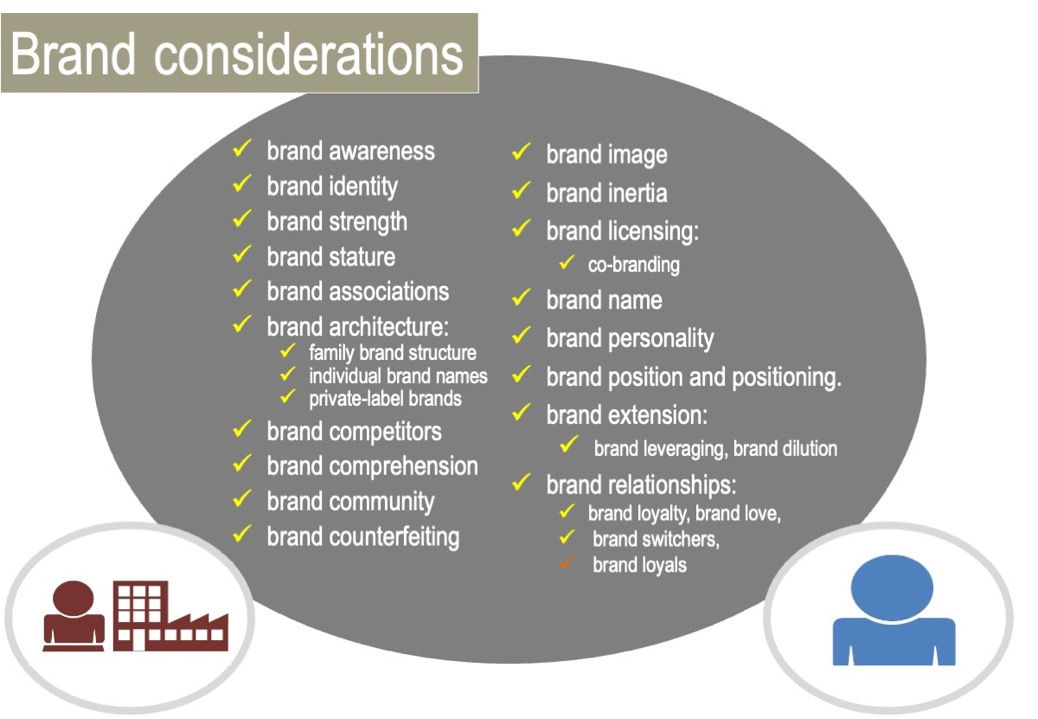 Brand considerations
brand awareness
brand identity
brand strength
brand stature
brand associations
brand architecture:
family brand structure
individual brand names
private-label brands
brand competitors
brand comprehension
brand community
brand counterfeiting
brand image
brand inertia
brand licensing:
co-branding
brand name
brand personality
brand position and positioning.
brand extension:
brand leveraging, brand dilution
brand relationships:
brand loyalty, brand love,
brand switchers,
brand loyals